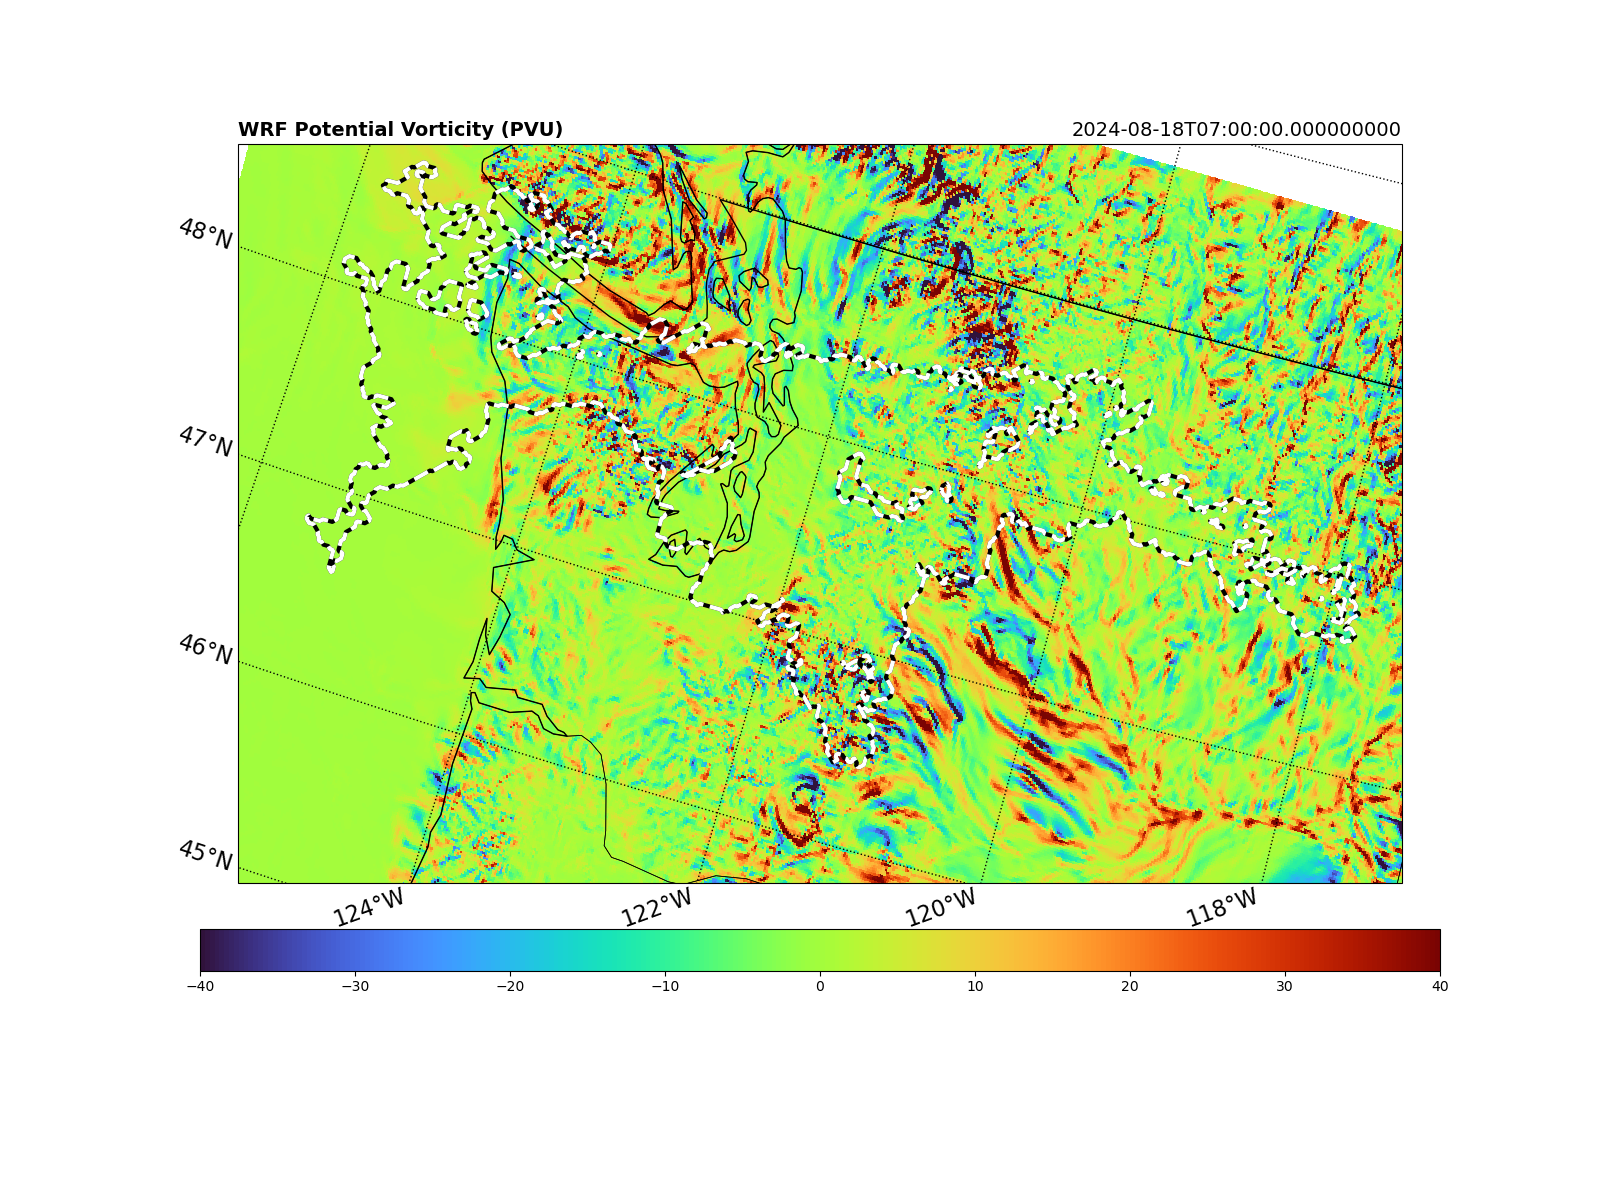 WRF Potential Vorticity (PVU)
2024-08-18T07:00:00.000000000
48°N
47°N
46°N
45°N
124°W
122°W
120°W
118°W
−40
−30
−20
−10
0
10
20
30
40